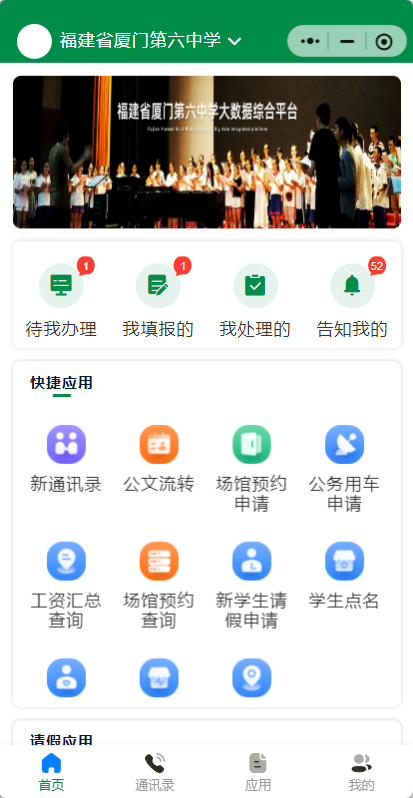 福建省厦门第六中学
福建省厦门第六中学大数据综合平台
1
1
52
待我办理
我填报的
我处理的
告知我的
快捷应用
新通讯录
公文流转
场馆预约
申请
公务用车
申请
工资汇总
查询
场馆预约
查询
新学生请
假申请
学生点名
请假应用
首页
通讯录
应用
我的